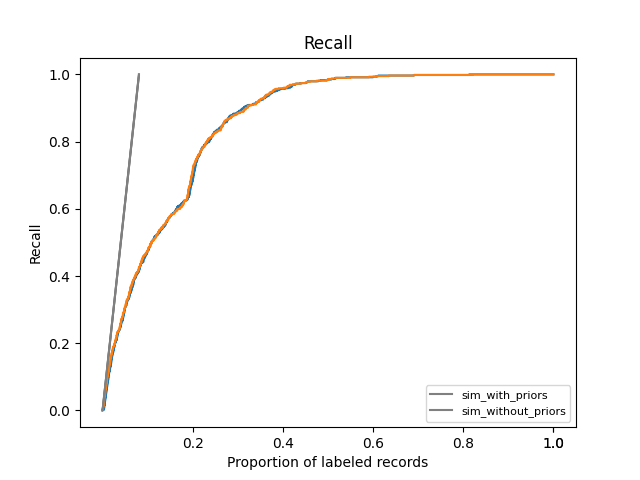 Recall
Recall
1.0
0.8
0.6
0.4
0.2
0.0
sim_with_priors
sim_without_priors
0.2 0.4 0.6 0.8 1.0
Proportion of labeled records